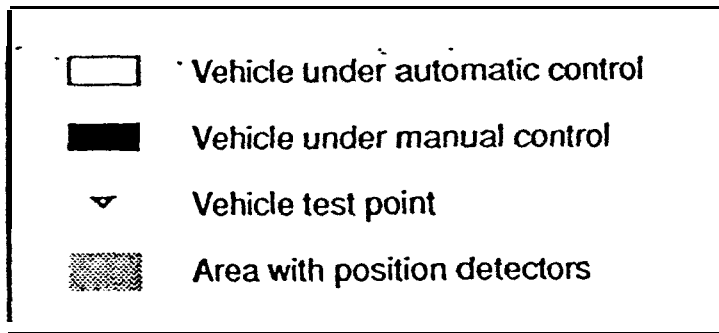 Vehicle under automatic control
Vehicle under manual control
Vehicle test point
Area with position detectors